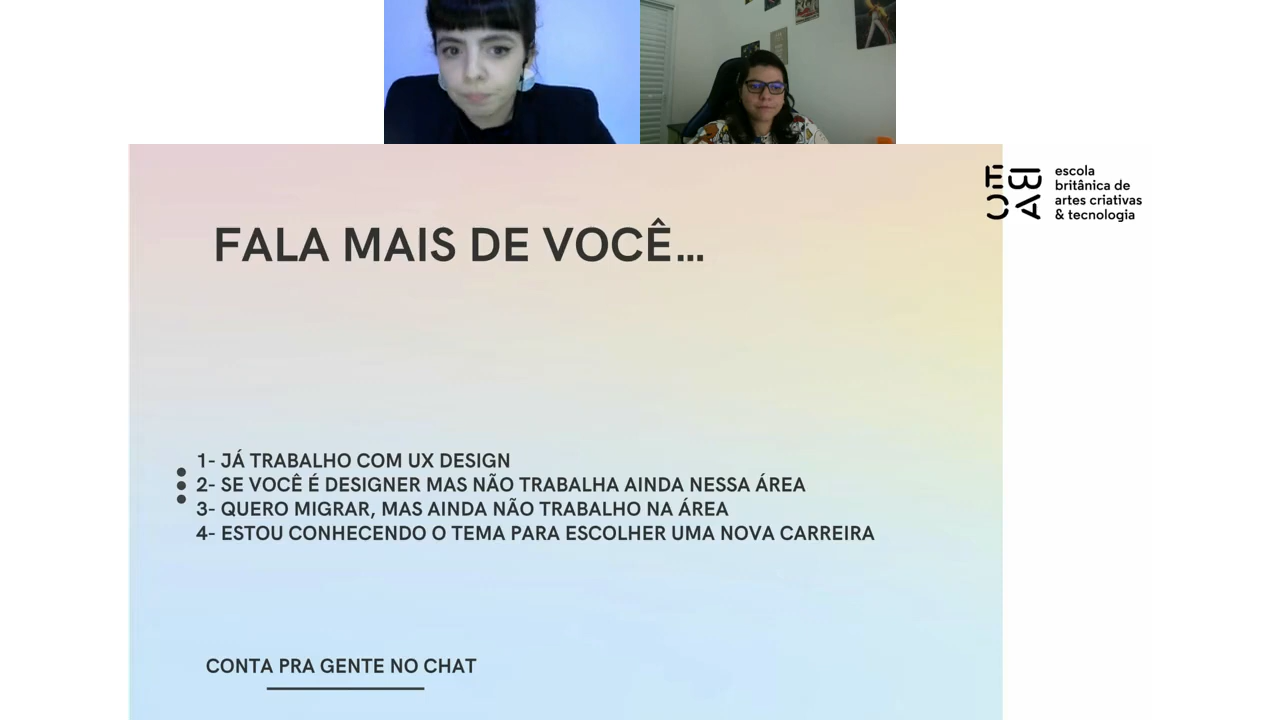 escola
britânica de
artes criativas
& tecnologia
FALA MAIS DE VOCÊ...
1- JÁ TRABALHO COM UX DESIGN
2- SE VOCÊ É DESIGNER MAS NÃO TRABALHA AINDA NESSA ÁREA
3- QUERO MIGRAR, MAS AINDA NÃO TRABALHO NA ÁREA
4- ESTOU CONHECENDO O TEMA PARA ESCOLHER UMA NOVA CARREIRA
CONTA PRA GENTE NO CHAT